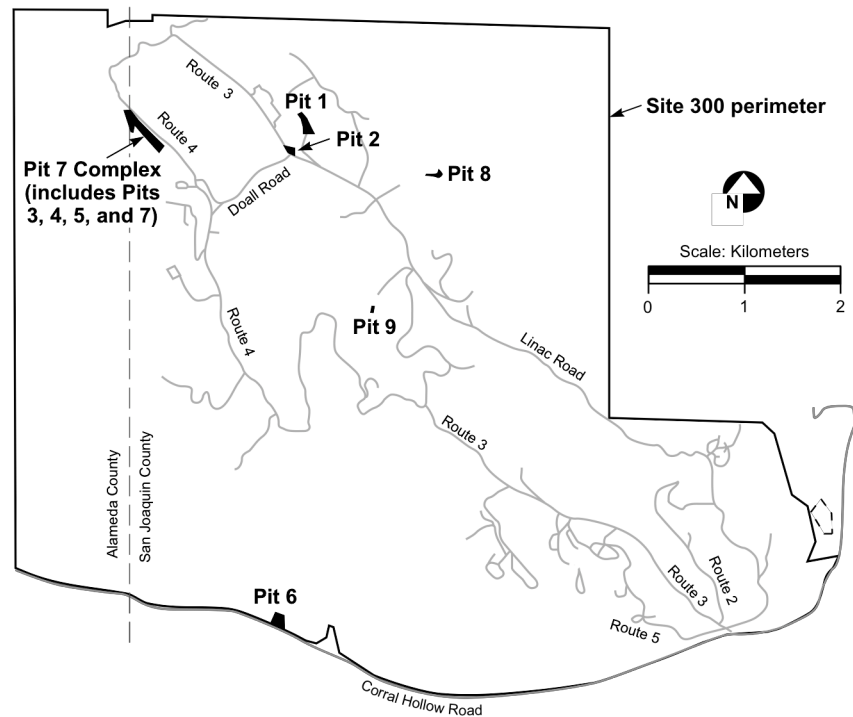 Route 3
Pit 1
Site 300 perimeter
Route 4
Pit 2
Pit 7 Complex
(includes Pits
3, 4, 5, and 7)
Doall Road
Pit 8
N
Scale: Kilometers
0 1 2
Route 4
Pit 9
Linac Road
Route 3
Alameda County
San Joaquin County
Pit 6
Route 3
Route 2
Route 5
Corral Hollow Road